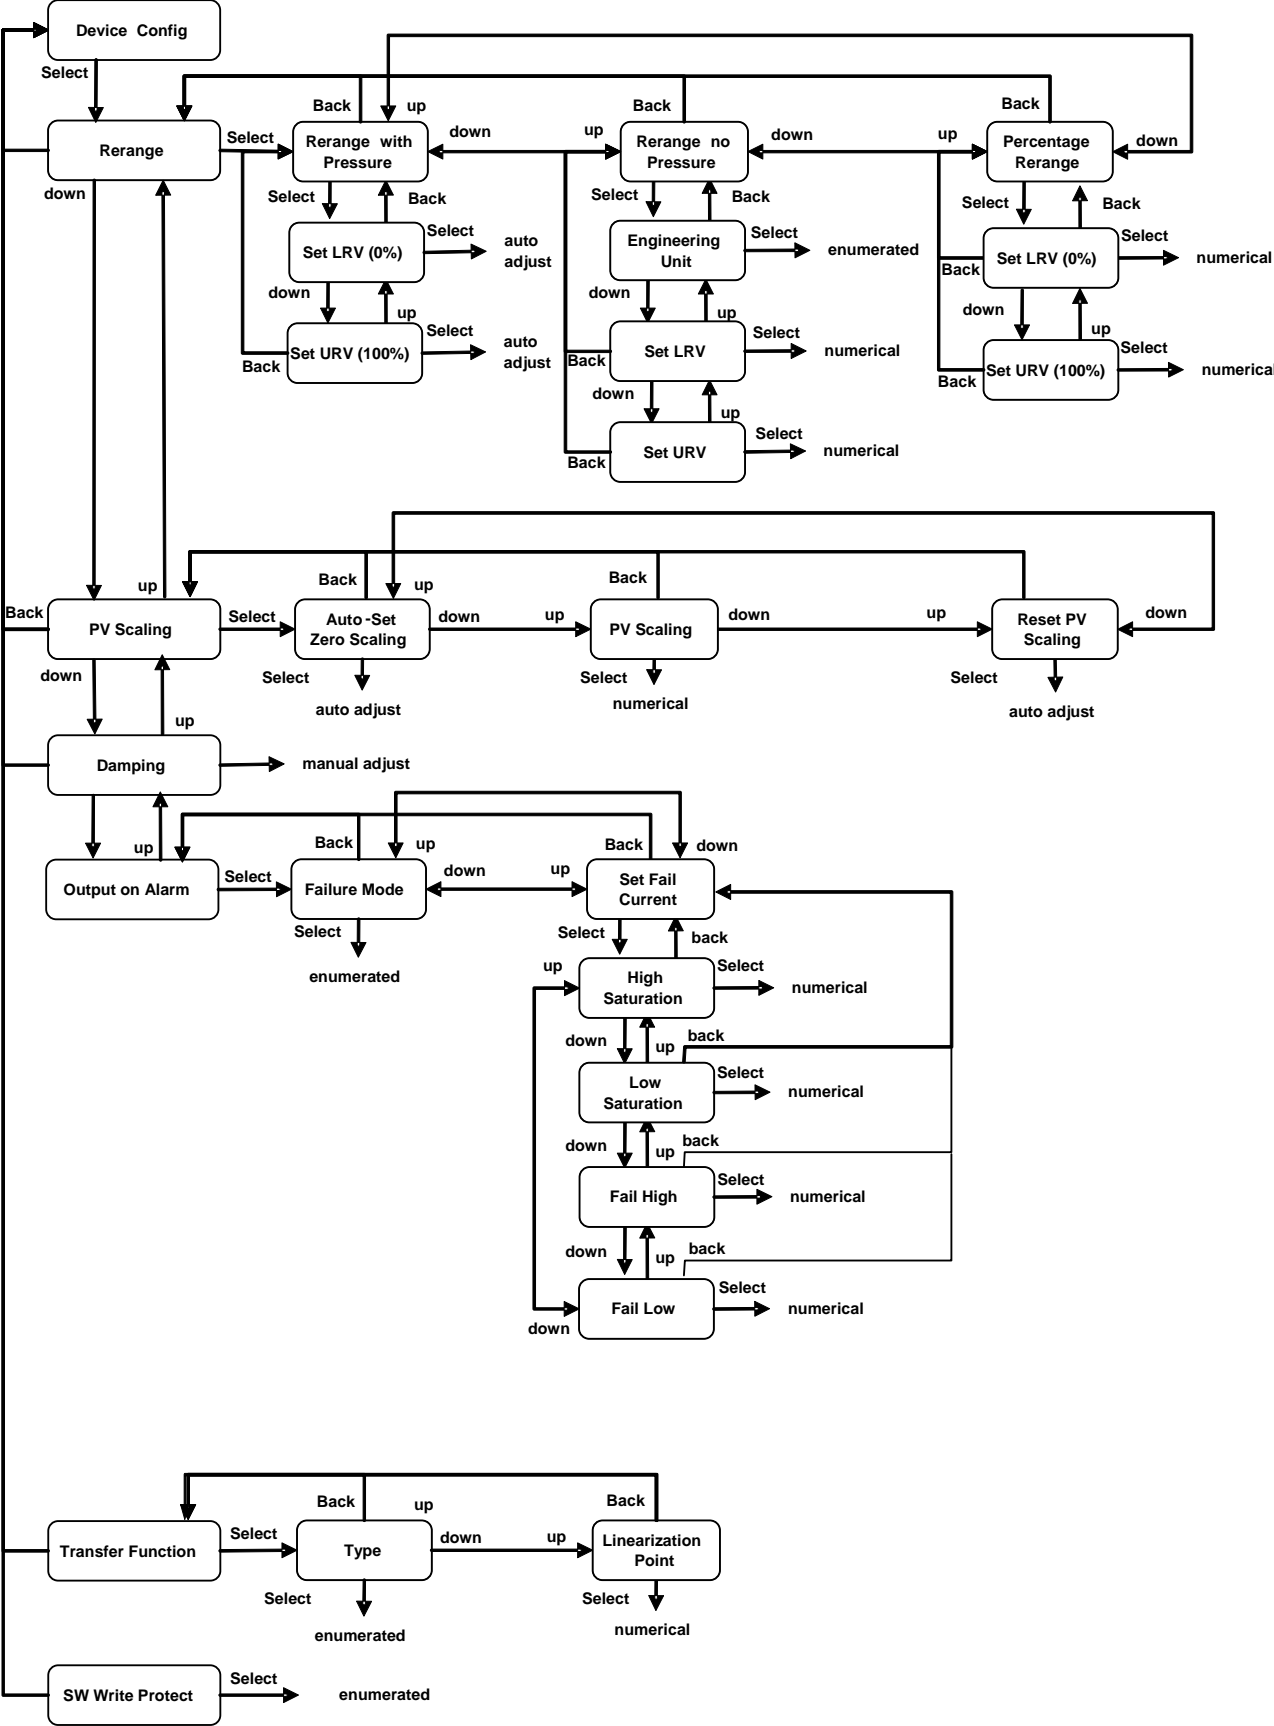 Device Config
Select
Back
up
Back
Back
Rerange
Select
Rerange with
Pressure
down
up
Rerange no
Pressure
down
up
Percentage
Rerange
down
down
Select
Back
Select
Back
Select
Back
Set LRV (0%)
Select
auto
adjust
Engineering
Unit
Select
enumerated
Back
Set LRV (0%)
Select
numerical
down
up
down
up
down
up
Back
Set URV (100%)
Select
auto
adjust
Back
Set LRV
Select
numerical
Back
Set URV (100%)
Select
numerical
down
up
Back
Set URV
Select
numerical
up
Back
up
Back
Back
PV Scaling
Select
Auto -Set
Zero Scaling
down
up
PV Scaling
down
up
Reset PV
Scaling
down
down
Select
auto adjust
Select
numerical
Select
auto adjust
up
Damping
manual adjust
up
Back
up
Back
down
Output on Alarm
Select
Failure Mode
down
up
Set Fail
Current
Select
enumerated
Select
back
up
High
Saturation
Select
numerical
down
up
back
Low
Saturation
Select
numerical
down
up
back
Fail High
Select
numerical
down
up
back
Fail Low
Select
numerical
down
Back
up
Back
Transfer Function
Select
Type
down
up
Linearization
Point
Select
enumerated
Select
numerical
SW Write Protect
Select
enumerated